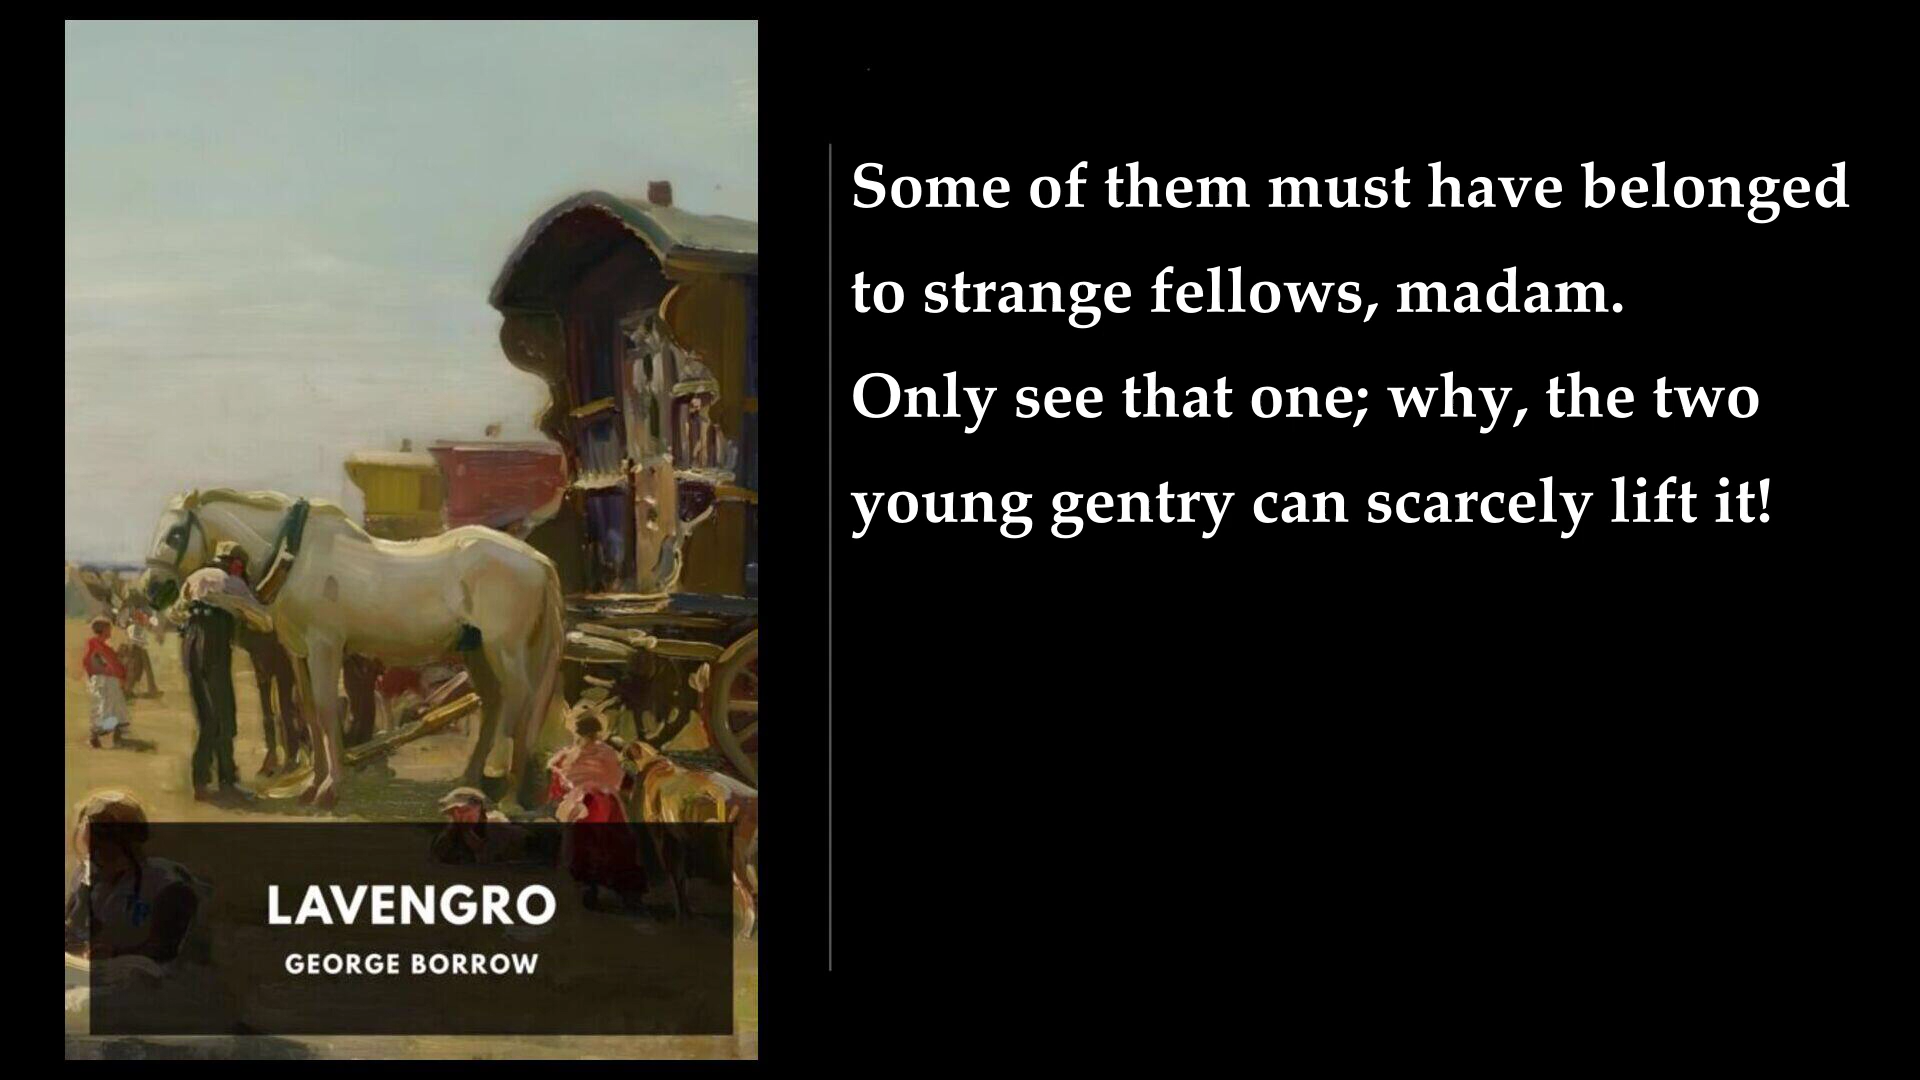 Some of them must have belonged
to strange fellows, madam.
Only see that one; why, the two
young gentry can scarcely lift it!
LAVENGRO
GEORGE BORROW